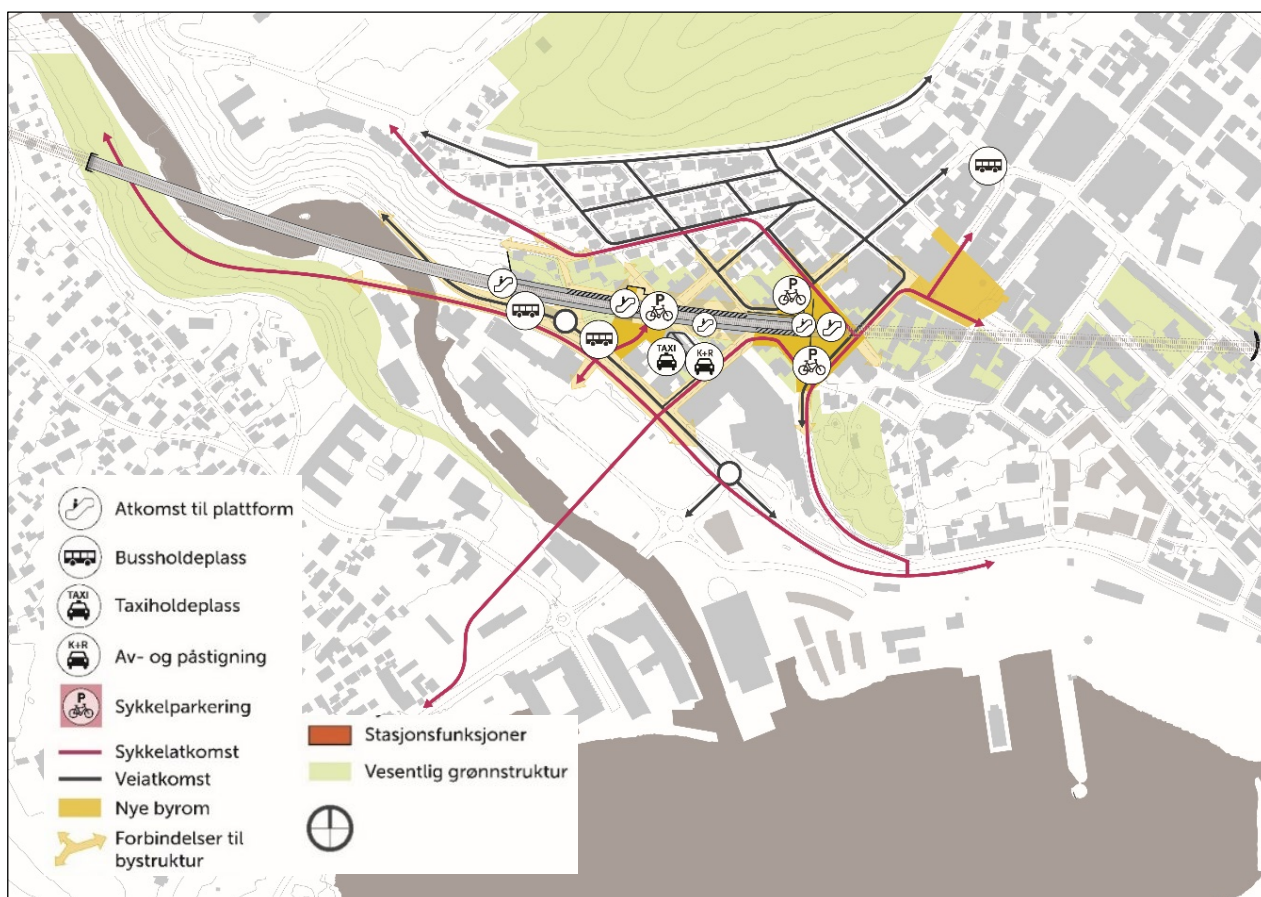 P
TAXI
K+R
P
P
Atkomst til plattform
Bussholdeplass
TAXI
Taxiholdeplass
K+R
Av- og påstigning
P
Sykkelparkering
Sykkelatkomst
Veiatkomst
Nye byrom
Forbindelser til
bystruktur
Stasjonsfunksjoner
Vesentlig grønnstruktur